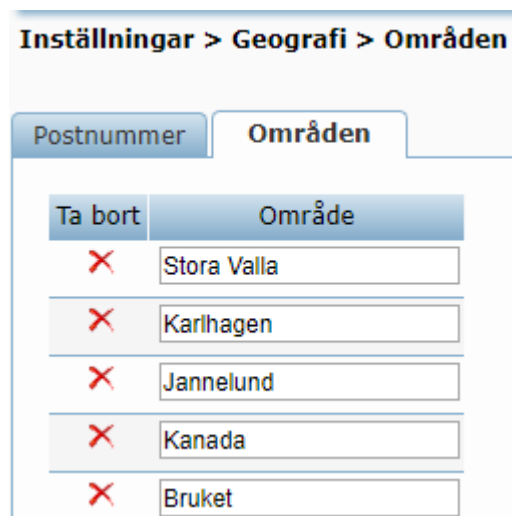 Inställningar > Geografi > Områden
Postnummer Områden
Ta bort Område
Stora Valla
Karlhagen
Jannelund
Kanada
Bruket